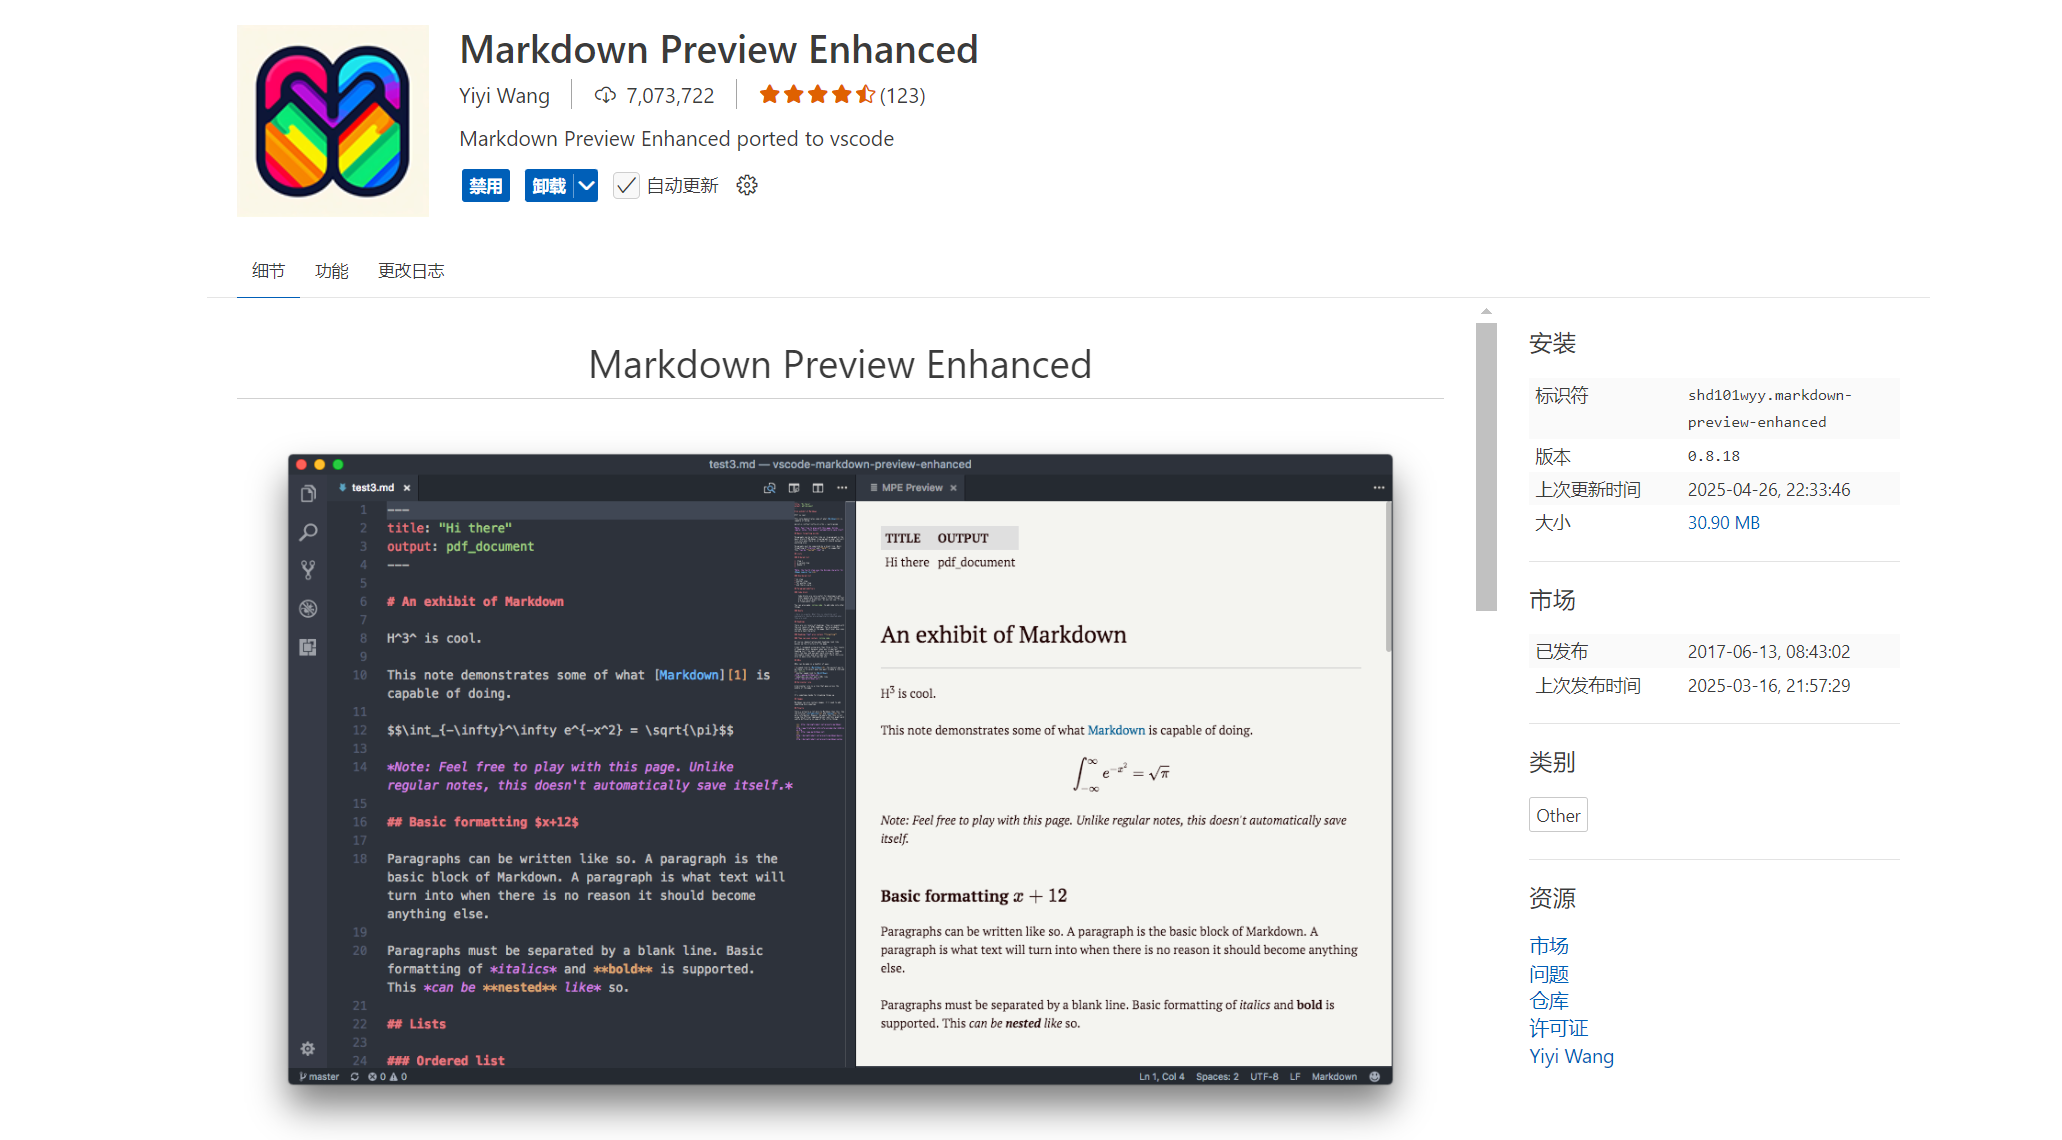 Markdown Preview Enhanced
Yiyi Wang 7,073,722 (123)
Markdown Preview Enhanced ported to vscode
禁用 卸载 自动更新
细节 功能 更改日志
Markdown Preview Enhanced
test3.md — vscode-markdown-preview-enhanced
test3.md
1 ---
2 title: "Hi there"
3 output: pdf_document
4 ---
5
6 # An exhibit of Markdown
7
8 H^3^ is cool.
9
10 This note demonstrates some of what [Markdown][1] is
capable of doing.
11
12 $$\int_{-\infty}^\infty e^{-x^2} = \sqrt{\pi}$$
13
14 *Note: Feel free to play with this page. Unlike
regular notes, this doesn't automatically save itself.*
15
16 ## Basic formatting $x+12$
17
18 Paragraphs can be written like so. A paragraph is the
basic block of Markdown. A paragraph is what text will
turn into when there is no reason it should become
anything else.
19
20 Paragraphs must be separated by a blank line. Basic
formatting of *italics* and **bold** is supported.
This *can be **nested** like* so.
21
22 ## Lists
23
24 ### Ordered list
MPE Preview
TITLE OUTPUT
Hi there pdf_document
An exhibit of Markdown
H³ is cool.
This note demonstrates some of what Markdown is capable of doing.
∫_{-∞}^{∞} e^{-x²} = √π
Note: Feel free to play with this page. Unlike regular notes, this doesn't automatically save
itself.
Basic formatting x + 12
Paragraphs can be written like so. A paragraph is the basic block of Markdown. A
paragraph is what text will turn into when there is no reason it should become anything
else.
Paragraphs must be separated by a blank line. Basic formatting of italics and bold is
supported. This can be nested like so.
master 0 0 Ln 1, Col 4 Spaces: 2 UTF-8 LF Markdown
安装
标识符 shd101wyy.markdown-
preview-enhanced
版本 0.8.18
上次更新时间 2025-04-26, 22:33:46
大小 30.90 MB
市场
已发布 2017-06-13, 08:43:02
上次发布时间 2025-03-16, 21:57:29
类别
Other
资源
市场
问题
仓库
许可证
Yiyi Wang